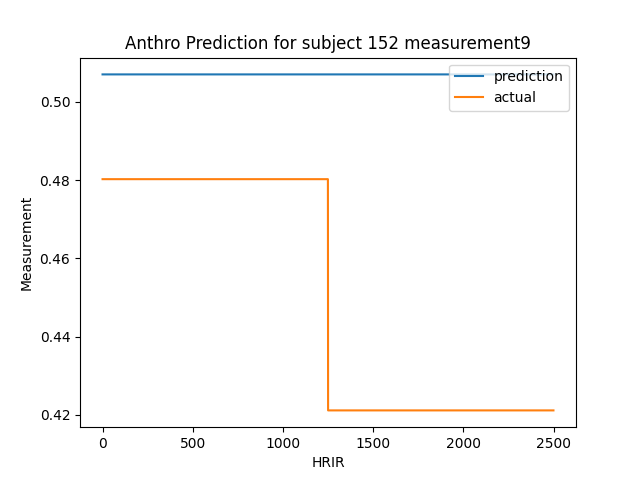 Anthro Prediction for subject 152 measurement9
prediction
actual
0.50
0.48
0.46
0.44
0.42
Measurement
0 500 1000 1500 2000 2500
HRIR